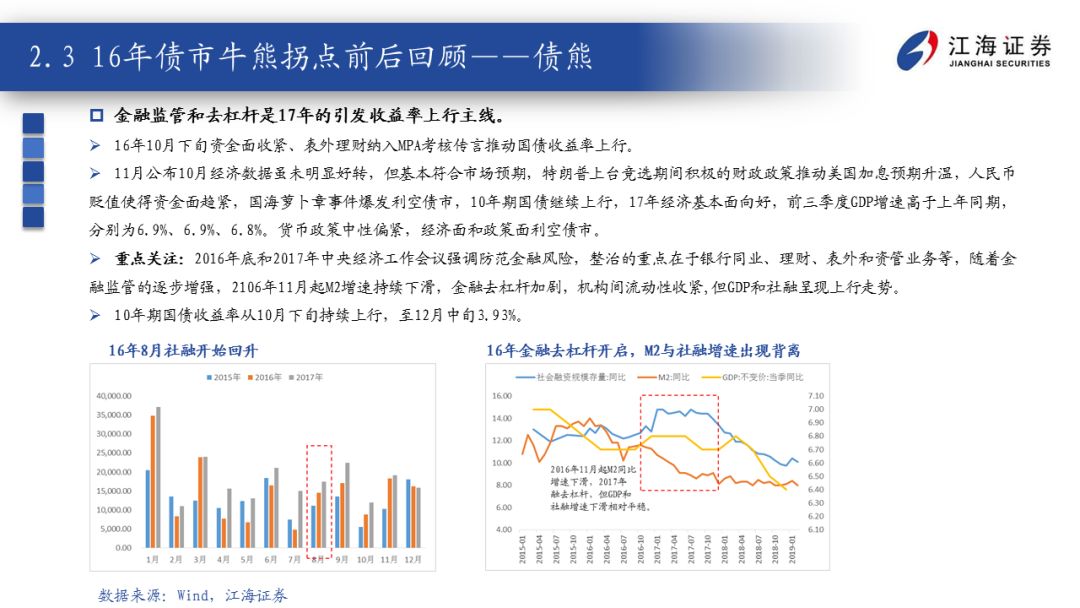 2.3 16年债市牛熊拐点前后回顾——债熊
江海证券
JIANGHAI SECURITIES
金融监管和去杠杆是17年的引发收益率上行主线。
16年10月下旬资金面收紧、表外理财纳入MPA考核传言推动国债收益率上行。
11月公布10月经济数据虽未明显好转，但基本符合市场预期，特朗普上台竞选期间积极的财政政策推动美国加息预期升温，人民币
贬值使得资金面趋紧，国海萝卜章事件爆发利空债市，10年期国债继续上行，17年经济基本面向好，前三季度GDP增速高于上年同期，
分别为6.9%、6.9%、6.8%。货币政策中性偏紧，经济面和政策面利空债市。
重点关注：2016年底和2017年中央经济工作会议强调防范金融风险，整治的重点在于银行同业、理财、表外和资管业务等，随着金
融监管的逐步增强，2106年11月起M2增速持续下滑，金融去杠杆加剧，机构间流动性收紧,但GDP和社融呈现上行走势。
10年期国债收益率从10月下旬持续上行，至12月中旬3.93%。
16年8月社融开始回升
2015年 2016年 2017年
40,000.00
35,000.00
30,000.00
25,000.00
20,000.00
15,000.00
10,000.00
5,000.00
0.00
1月 2月 3月 4月 5月 6月 7月 8月 9月 10月 11月 12月
16年金融去杠杆开启，M2与社融增速出现背离
社会融资规模存量:同比 M2:同比 GDP:不变价:当季同比
16.00
14.00
12.00
10.00
8.00
6.00
4.00
7.10
7.00
6.90
6.80
6.70
6.60
6.50
6.40
6.30
6.20
6.10
2016年11月起M2同比
增速下滑，2017年
融去杠杆。但GDP和
社融增速下滑相对平稳。
2015-01 2015-04 2015-07 2015-10 2016-01 2016-04 2016-07 2016-10 2017-01 2017-04 2017-07 2017-10 2018-01 2018-04 2018-07 2018-10 2019-01
数据来源：Wind，江海证券